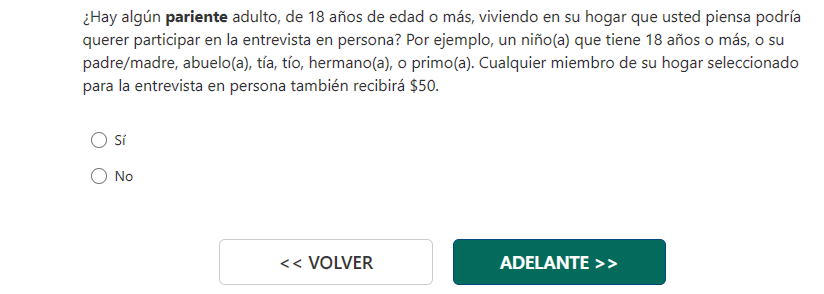 ¿Hay algún pariente adulto, de 18 años de edad o más, viviendo en su hogar que usted piensa podría
querer participar en la entrevista en persona? Por ejemplo, un niño(a) que tiene 18 años o más, o su
padre/madre, abuelo(a), tía, tío, hermano(a), o primo(a). Cualquier miembro de su hogar seleccionado
para la entrevista en persona también recibirá $50.
Sí
No
<< VOLVER
ADELANTE >>